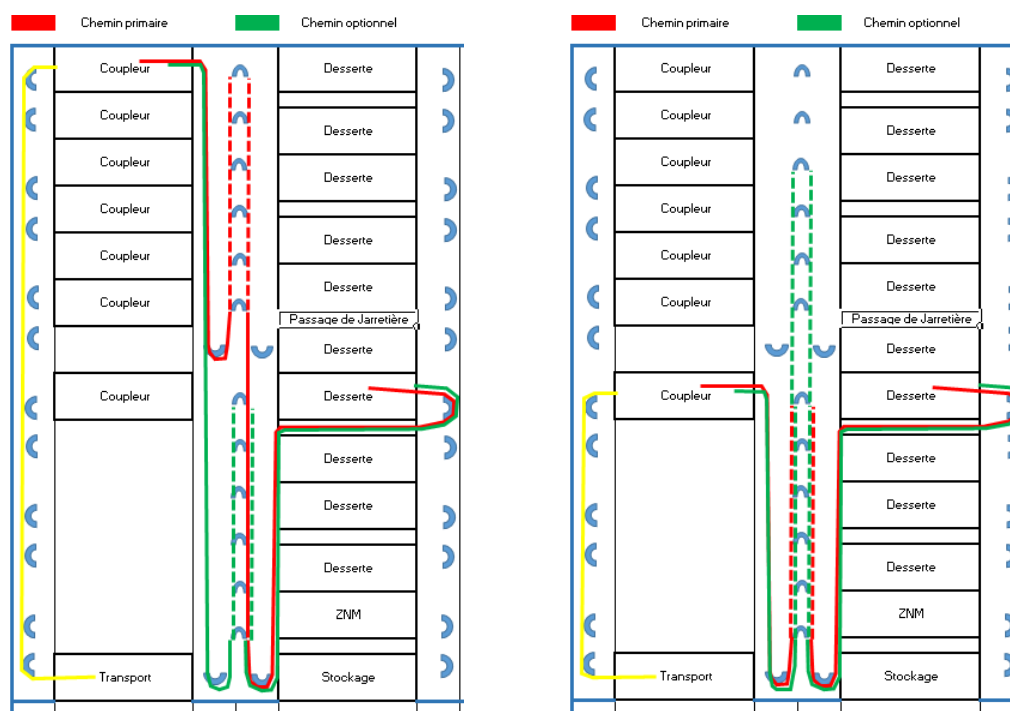 Chemin primaire
Chemin optionnel
Coupleur
Desserte
Coupleur
Desserte
Coupleur
Desserte
Coupleur
Desserte
Coupleur
Desserte
Coupleur
Passage de Jarretière
Desserte
Coupleur
Desserte
Desserte
Desserte
Desserte
ZNM
Transport
Stockage
Chemin primaire
Chemin optionnel
Coupleur
Desserte
Coupleur
Desserte
Coupleur
Desserte
Coupleur
Desserte
Coupleur
Desserte
Coupleur
Passage de Jarretière
Desserte
Coupleur
Desserte
Desserte
Desserte
Desserte
ZNM
Transport
Stockage